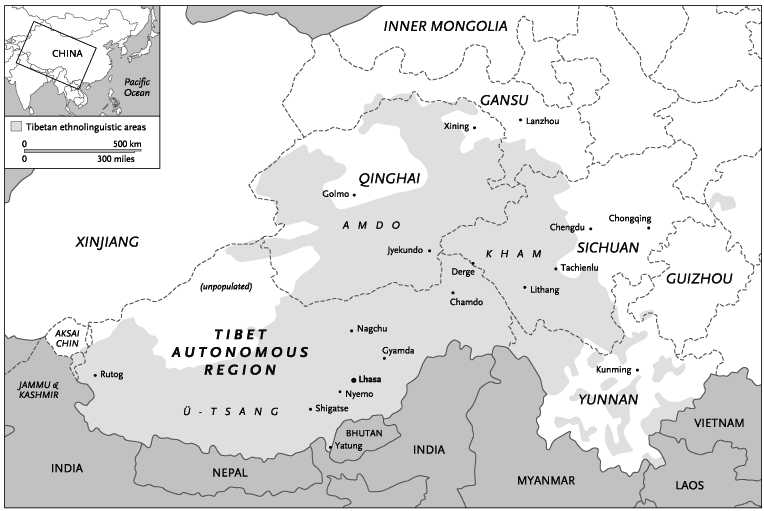 CHINA
Pacific
Ocean
Tibetan ethnolinguistic areas
0 500 km
0 300 miles
INNER MONGOLIA
GANSU
Xining
Lanzhou
QINGHAI
Golmo
AMDO
XINJIANG
Jyekundo
KHAM
Chengdu
Chongqing
SICHUAN
Derge
Tachienlu
Lithang
GUIZHOU
(unpopulated)
Chamdo
AKSAI
CHIN
TIBET
AUTONOMOUS
REGION
Nagchu
Gyamda
Rutog
Lhasa
Nyemo
JAMMU &
KASHMIR
Ü-TSANG
Shigatse
Kunming
YUNNAN
BHUTAN
Yatung
INDIA
VIETNAM
INDIA
NEPAL
MYANMAR
LAOS